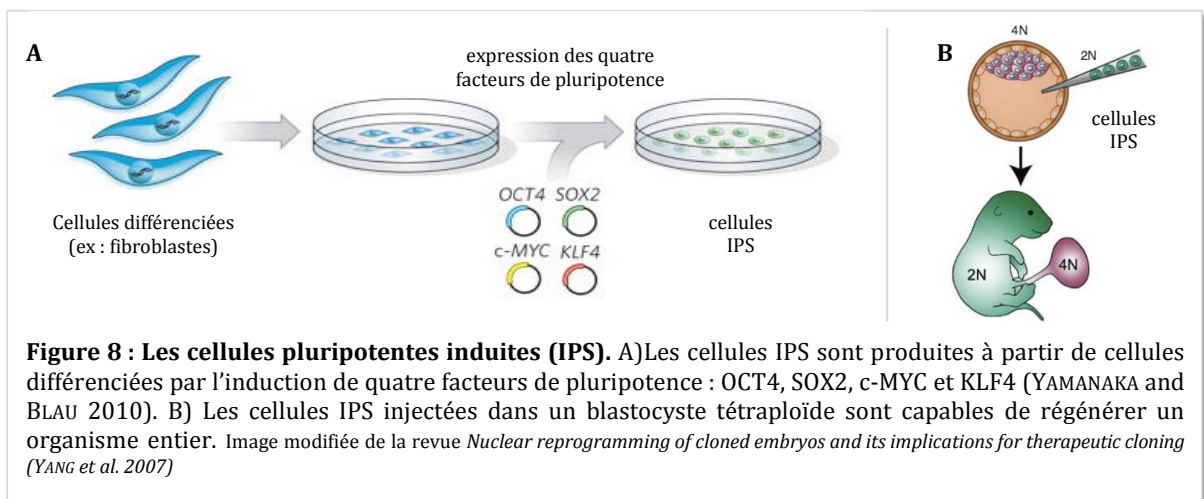 A
expression des quatre
facteurs de pluripotence
Cellules différenciées
(ex : fibroblastes)
OCT4 SOX2
c-MYC KLF4
cellules
IPS
B
4N
2N
cellules
IPS
2N
4N
Figure 8 : Les cellules pluripotentes induites (IPS). A)Les cellules IPS sont produites à partir de cellules
différenciées par l'induction de quatre facteurs de pluripotence : OCT4, SOX2, c-MYC et KLF4 (YAMANAKA and
BLAU 2010). B) Les cellules IPS injectées dans un blastocyste tétraploïde sont capables de régénérer un
organisme entier. Image modifiée de la revue Nuclear reprogramming of cloned embryos and its implications for therapeutic cloning
(YANG et al. 2007)